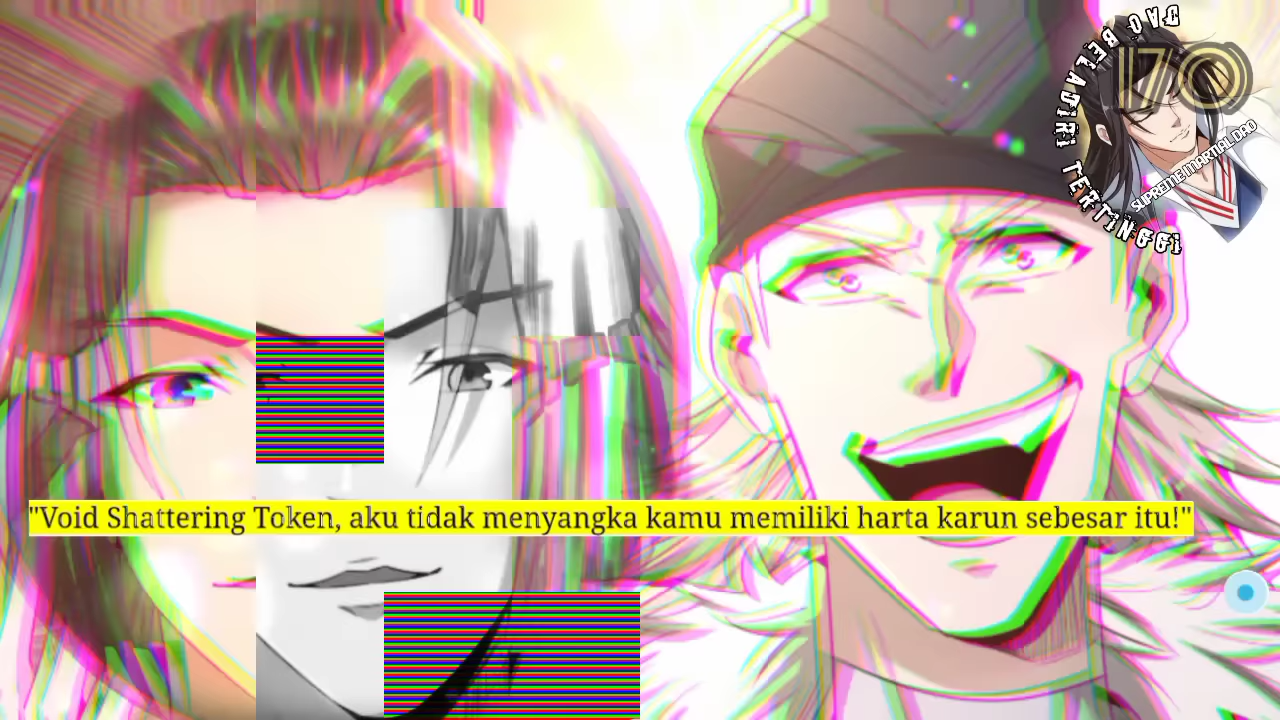 DAO BELADIRI TERTINGGI
170
SUPREME MARTIAL DAO
"Void Shattering Token, aku tidak menyangka kamu memiliki harta karun sebesar itu!"